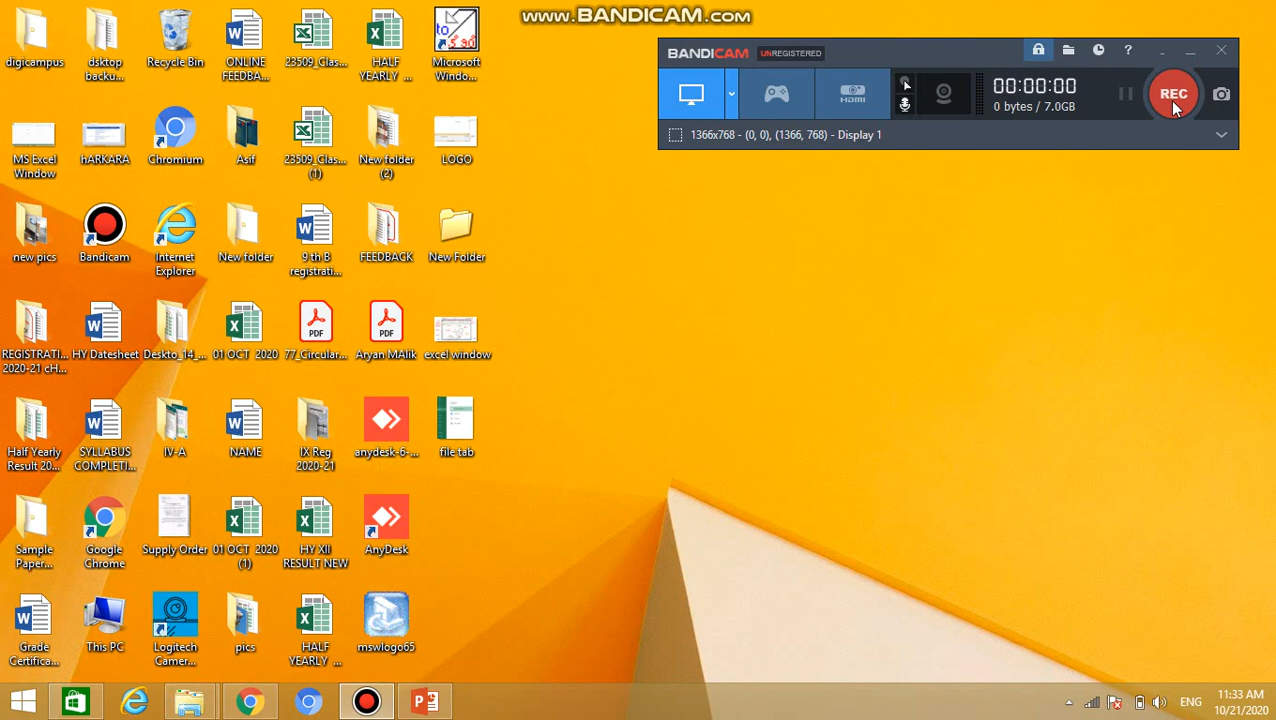 www.BANDICAM.com
BANDICAM UNREGISTERED
?
00:00:00
0 bytes / 7.0GB
REC
HDMI
1366x768 - (0, 0), (1366, 768) - Display 1
digicampus
dsktop backu...
Recycle Bin
ONLINE FEEDBA...
23509_Clas...
HALF YEARLY ...
Microsoft Windo...
MS Excel Window
hARKARA
Chromium
Asif
23509_Clas... (1)
New folder (2)
LOGO
new pics
Bandicam
Internet Explorer
New folder
9 th B registrati...
FEEDBACK
New Folder
REGISTRATI... 2020-21 cH...
HY Datesheet
Deskto_14_...
01 OCT 2020
PDF
77_Circular...
PDF
Aryan MAlik
excel window
Half Yearly Result 20...
SYLLABUS COMPLETI...
IV-A
NAME
IX Reg 2020-21
anydesk-6-...
file tab
Sample Paper...
Google Chrome
Supply Order
01 OCT 2020 (1)
HY XII RESULT NEW
AnyDesk
Grade Certifica...
This PC
Logitech Camer...
pics
HALF YEARLY ...
mswlogo65
ENG
11:33 AM
10/21/2020